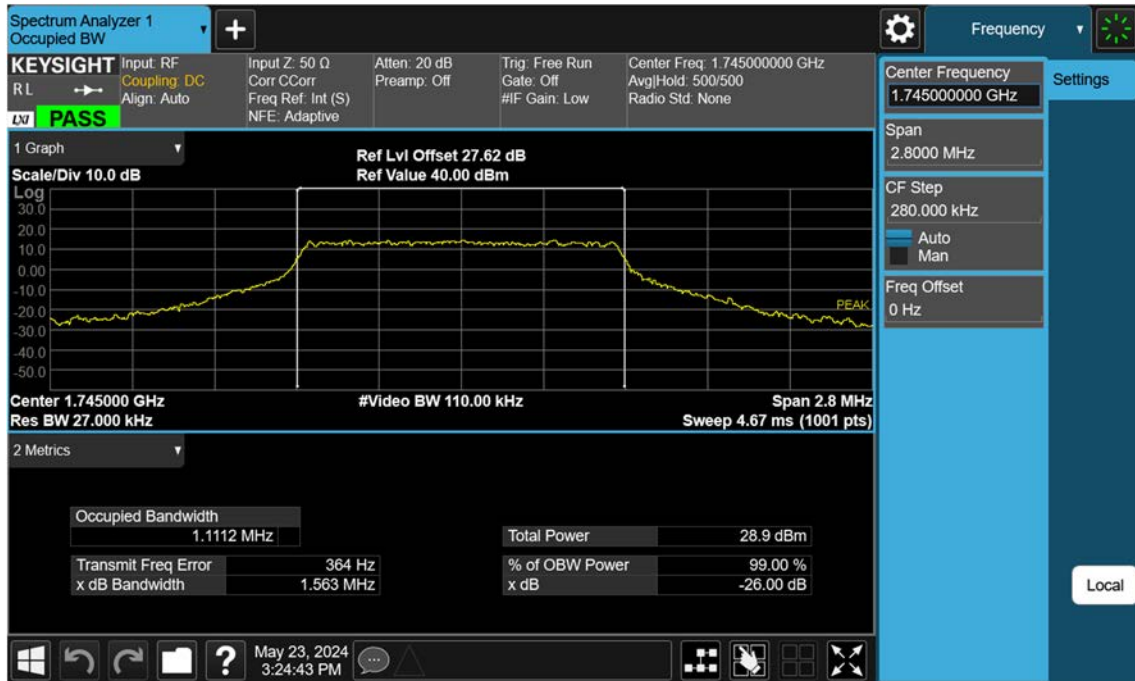 Spectrum Analyzer 1
Occupied BW
+
Frequency
KEYSIGHT
RL
LXI PASS
Input: RF
Coupling: DC
Align: Auto
Input Z: 50 Ω
Corr CCorr
Freq Ref: Int (S)
NFE: Adaptive
Atten: 20 dB
Preamp: Off
Trig: Free Run
Gate: Off
#IF Gain: Low
Center Freq: 1.745000000 GHz
Avg|Hold: 500/500
Radio Std: None
Center Frequency
1.745000000 GHz
Settings
Span
2.8000 MHz
CF Step
280.000 kHz
Auto
Man
Freq Offset
0 Hz
Local
1 Graph
Scale/Div 10.0 dB
Ref Lvl Offset 27.62 dB
Ref Value 40.00 dBm
Log
30.0
20.0
10.0
0.00
-10.0
-20.0
-30.0
-40.0
-50.0
PEAK
Center 1.745000 GHz
#Video BW 110.00 kHz
Span 2.8 MHz
Res BW 27.000 kHz
Sweep 4.67 ms (1001 pts)
2 Metrics
Occupied Bandwidth
1.1112 MHz
Total Power 28.9 dBm
Transmit Freq Error 364 Hz
% of OBW Power 99.00 %
x dB Bandwidth 1.563 MHz
x dB -26.00 dB
?
May 23, 2024
3:24:43 PM